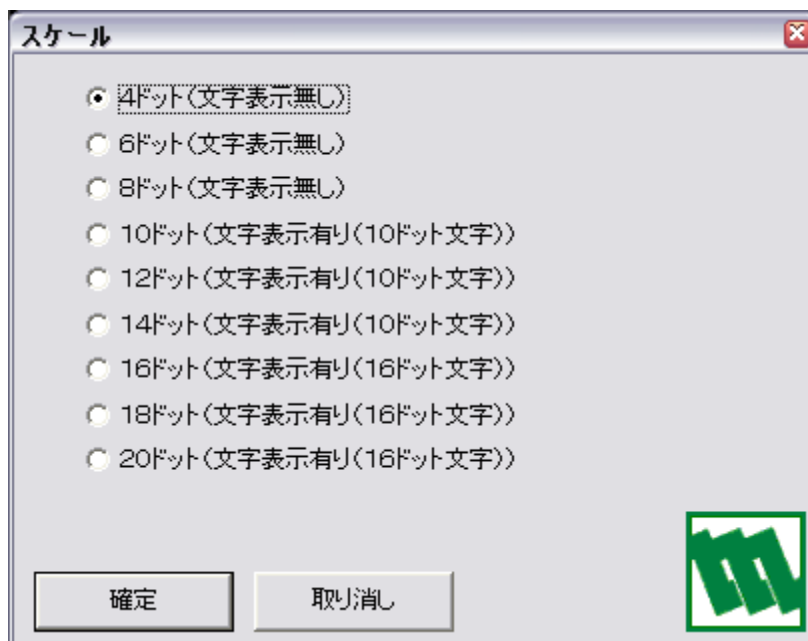 スケール
4ドット(文字表示無し)
6ドット(文字表示無し)
8ドット(文字表示無し)
10ドット(文字表示有り(10ドット文字))
12ドット(文字表示有り(10ドット文字))
14ドット(文字表示有り(10ドット文字))
16ドット(文字表示有り(16ドット文字))
18ドット(文字表示有り(16ドット文字))
20ドット(文字表示有り(16ドット文字))
確定 取り消し